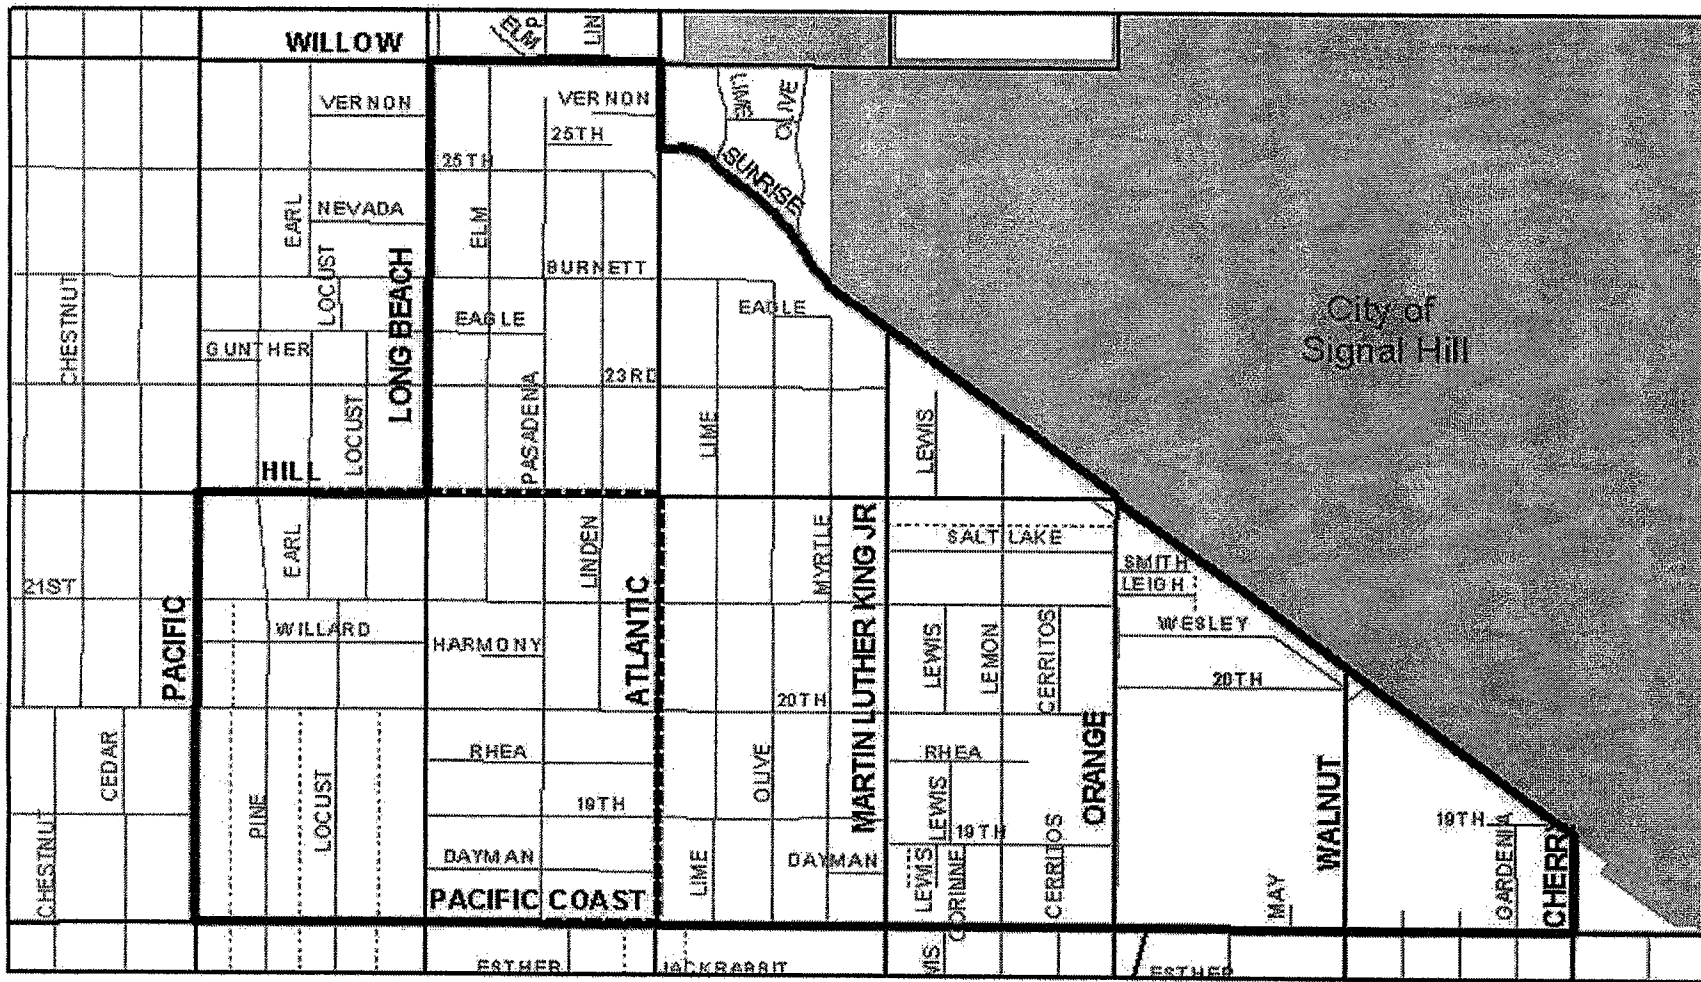 WILLOW
ELM
P
LIN
VERNON
VERNON
LIME
OLIVE
25TH
25TH
SUNRISE
EARL
NEVADA
ELM
LOCUST
CHESTNUT
LONG BEACH
BURNETT
EAGLE
EAGLE
City of
Signal Hill
GUNTHER
23RD
LOCUST
PASADENA
LIME
LEWIS
HILL
EARL
LINDEN
MYRTLE
MARTIN LUTHER KING JR
SALT LAKE
SMITH
LEIGH
21ST
PACIFIC
WILLARD
HARMONY
ATLANTIC
LEWIS
LEMON
CERRITOS
WESLEY
20TH
20TH
CEDAR
RHEA
OLIVE
RHEA
ORANGE
WALNUT
PINE
LOCUST
19TH
LEWIS
19TH
19TH
GARDENIA
CHERRY
CHESTNUT
DAYMAN
LIME
DAYMAN
LEWIS
CORINNE
CERRITOS
MAY
PACIFIC COAST
ESTHER
JACKRABBIT
WIS
ESTHER